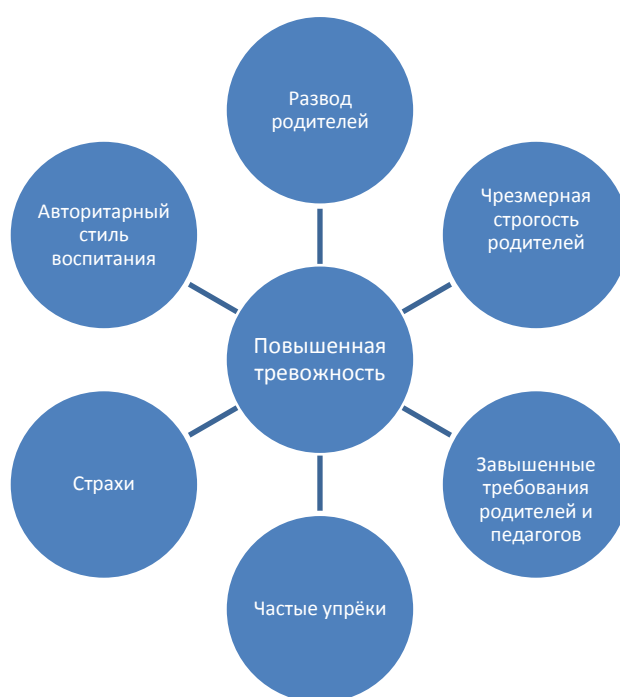 Развод
родителей
Чрезмерная
строгость
родителей
Авторитарный
стиль
воспитания
Повышенная
тревожность
Завышенные
требования
родителей и
педагогов
Страхи
Частые упрёки